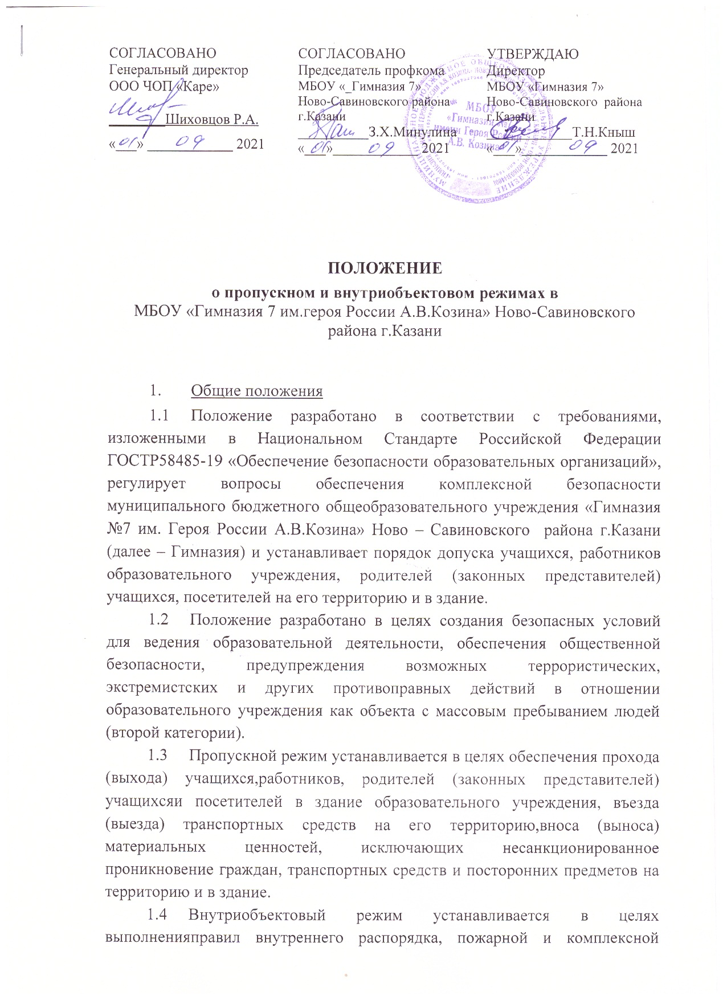 СОГЛАСОВАНО
Генеральный директор
ООО ЧОП «Каре»
Шиховцов Р.А.
«01» 09 2021
СОГЛАСОВАНО
Председатель профкома
МБОУ «_Гимназия 7»
Ново-Савиновского района
г.Казани
З.Х.Минулина
«01» 09 2021
УТВЕРЖДАЮ
Директор
МБОУ «Гимназия 7»
Ново-Савиновского района
г.Казани
Т.Н.Кныш
«01» 09 2021
МБОУ
«Гимназия №7
имени Героя России
А.В. Козина»
ПОЛОЖЕНИЕ
о пропускном и внутриобъектовом режимах в
МБОУ «Гимназия 7 им.героя России А.В.Козина» Ново-Савиновского
района г.Казани
1. Общие положения
1.1 Положение разработано в соответствии с требованиями,
изложенными в Национальном Стандарте Российской Федерации
ГОСТР58485-19 «Обеспечение безопасности образовательных организаций»,
регулирует вопросы обеспечения комплексной безопасности
муниципального бюджетного общеобразовательного учреждения «Гимназия
№7 им. Героя России А.В.Козина» Ново – Савиновского района г.Казани
(далее – Гимназия) и устанавливает порядок допуска учащихся, работников
образовательного учреждения, родителей (законных представителей)
учащихся, посетителей на его территорию и в здание.
1.2 Положение разработано в целях создания безопасных условий
для ведения образовательной деятельности, обеспечения общественной
безопасности, предупреждения возможных террористических,
экстремистских и других противоправных действий в отношении
образовательного учреждения как объекта с массовым пребыванием людей
(второй категории).
1.3 Пропускной режим устанавливается в целях обеспечения прохода
(выхода) учащихся,работников, родителей (законных представителей)
учащихсяи посетителей в здание образовательного учреждения, въезда
(выезда) транспортных средств на его территорию,вноса (выноса)
материальных ценностей, исключающих несанкционированное
проникновение граждан, транспортных средств и посторонних предметов на
территорию и в здание.
1.4 Внутриобъектовый режим устанавливается в целях
выполненияправил внутреннего распорядка, пожарной и комплексной